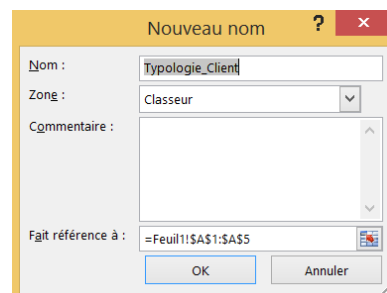 Nouveau nom ? ×
Nom : Typologie_Client
Zone : Classeur
Commentaire :
Fait référence à : =Feuil1!$A$1:$A$5
OK Annuler